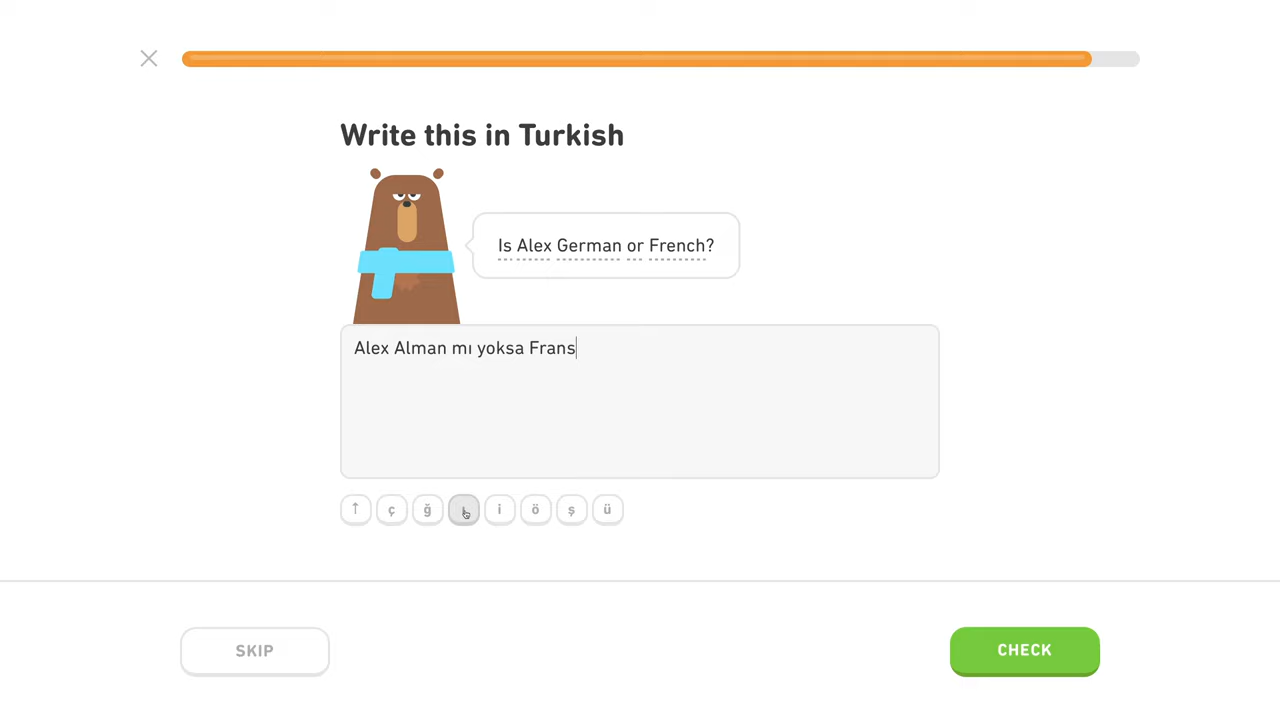 Write this in Turkish
Is Alex German or French?
Alex Alman mı yoksa Frans
↑ ç ğ ı i ö ş ü
SKIP
CHECK